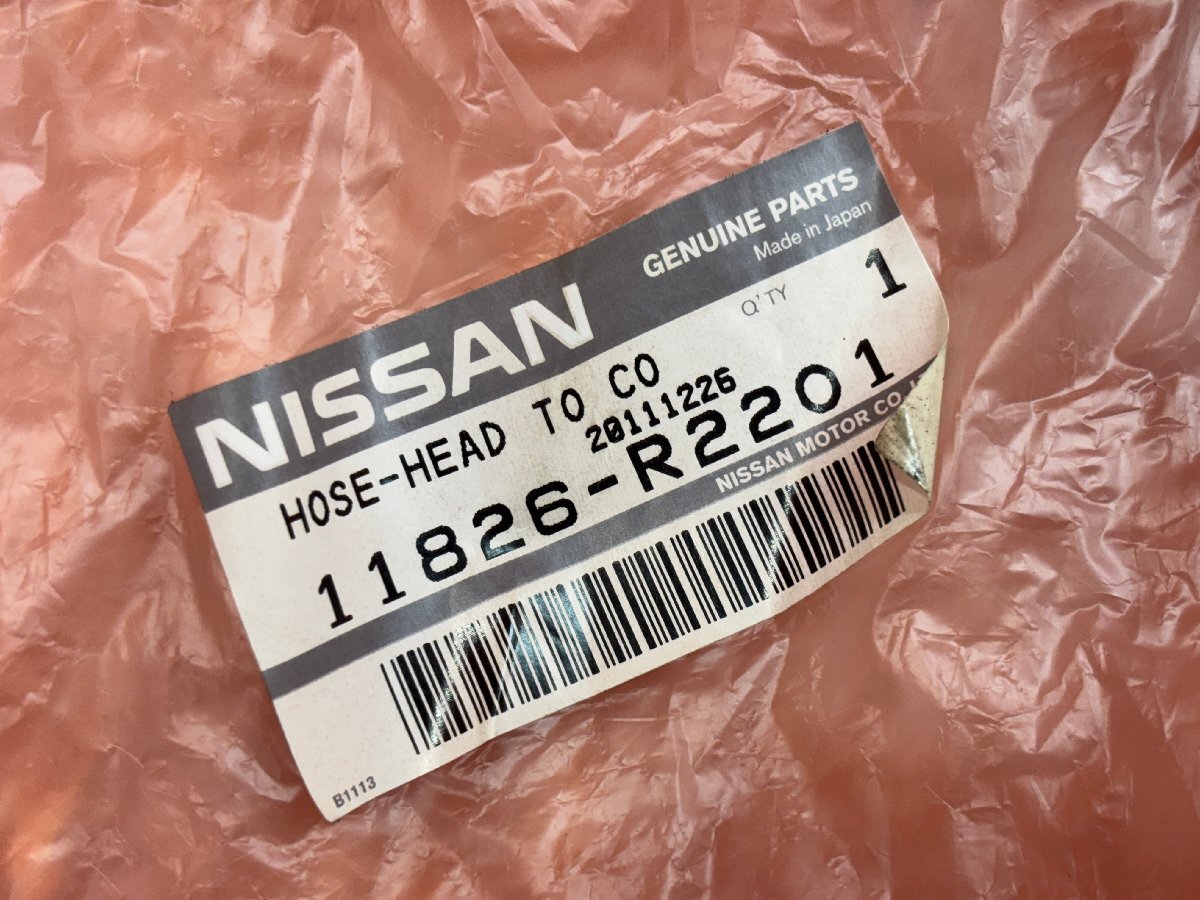 NISSAN
GENUINE PARTS
Made in Japan
Q'TY 1
HOSE-HEAD TO CO
20111226
11826-R2201
NISSAN MOTOR CO.,
B1113